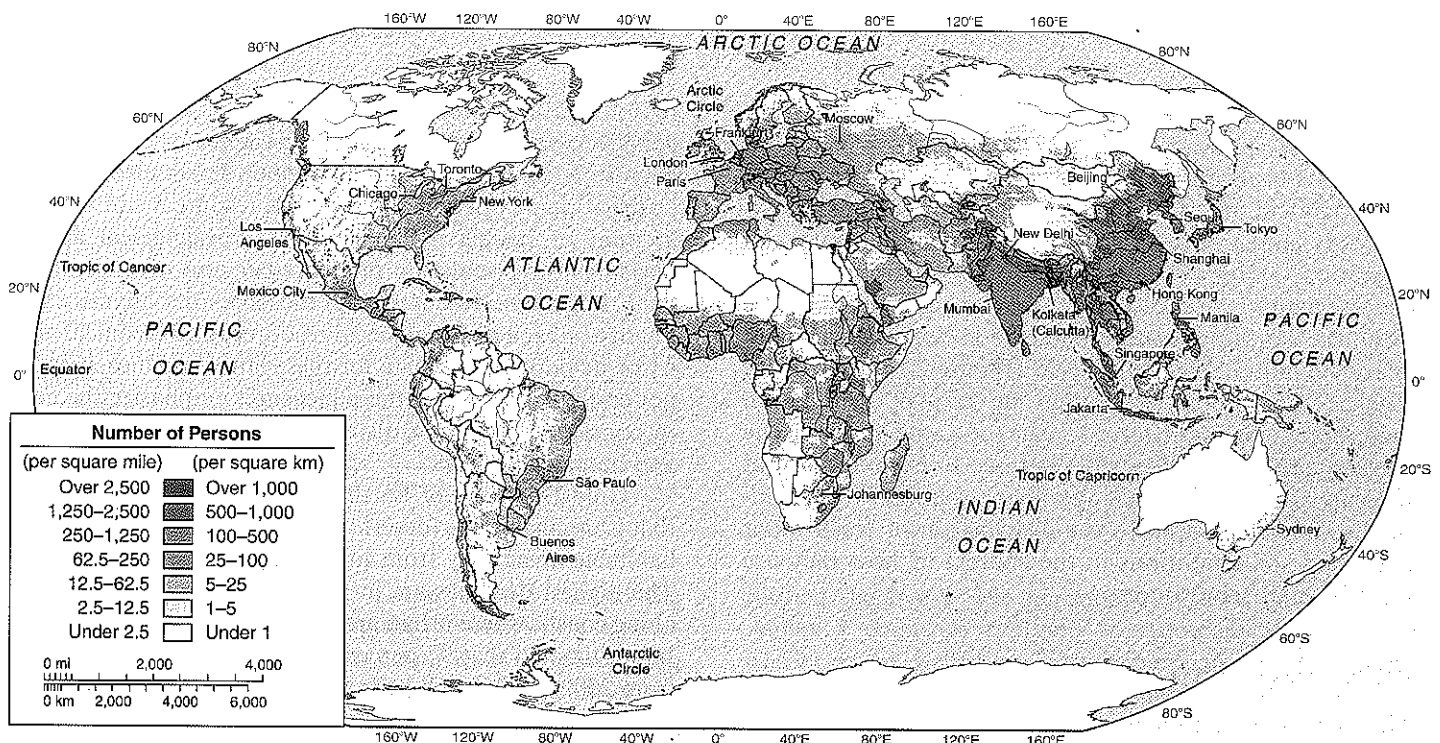 160°W 120°W 80°W 40°W 0° 40°E 80°E 120°E 160°E
ARCTIC OCEAN
80°N
80°N
Arctic
Circle
60°N
60°N
Moscow
Frankfurt
London
Paris
Toronto
Chicago
New York
Beijing
40°N
40°N
Los
Angeles
Seoul
Tokyo
New Delhi
Shanghai
Tropic of Cancer
ATLANTIC
OCEAN
20°N
20°N
Mexico City
Hong Kong
Mumbai
Kolkata
(Calcutta)
Manila
PACIFIC
OCEAN
PACIFIC
OCEAN
Singapore
Equator
0°
0°
Jakarta
Number of Persons
(per square mile) (per square km)
Over 2,500 Over 1,000
1,250–2,500 500–1,000
250–1,250 100–500
62.5–250 25–100
12.5–62.5 5–25
2.5–12.5 1–5
Under 2.5 Under 1
0 mi 2,000 4,000
0 km 2,000 4,000 6,000
Tropic of Capricorn
20°S
São Paulo
Johannesburg
INDIAN
OCEAN
Sydney
Buenos
Aires
40°S
60°S
Antarctic
Circle
80°S
160°W 120°W 80°W 40°W 0° 40°E 80°E 120°E 160°E